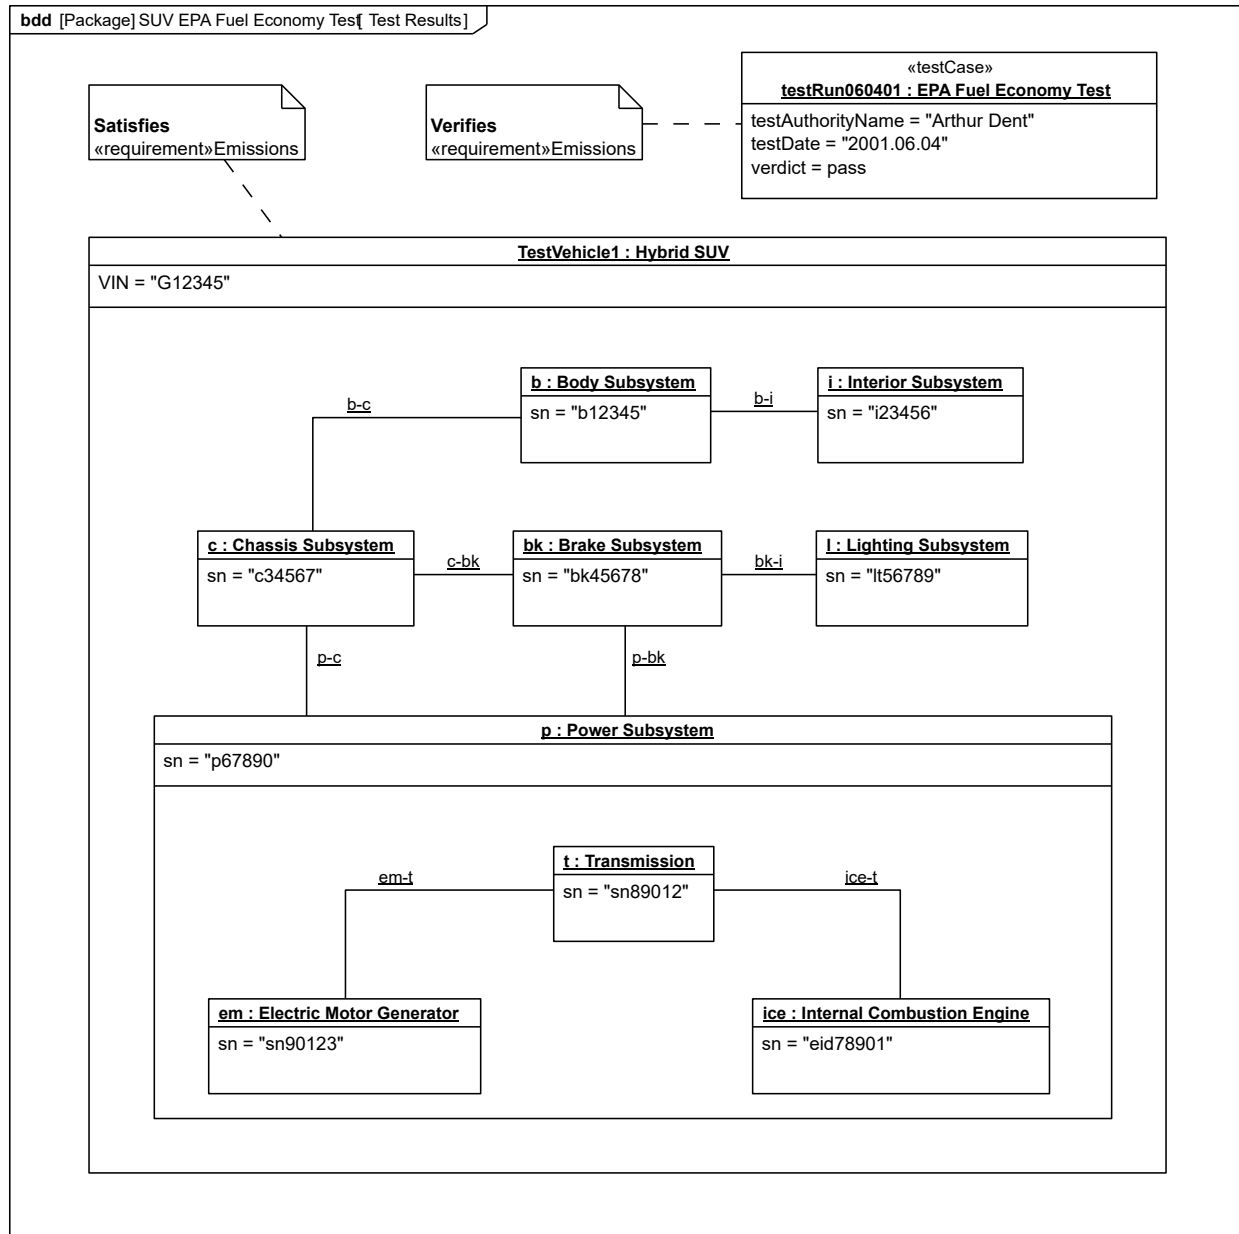 bdd [Package] SUV EPA Fuel Economy Test[ Test Results]
Satisfies
«requirement»Emissions
Verifies
«requirement»Emissions
«testCase»
testRun060401 : EPA Fuel Economy Test
testAuthorityName = "Arthur Dent"
testDate = "2001.06.04"
verdict = pass
TestVehicle1 : Hybrid SUV
VIN = "G12345"
b : Body Subsystem
sn = "b12345"
b-i
i : Interior Subsystem
sn = "i23456"
b-c
c : Chassis Subsystem
sn = "c34567"
c-bk
bk : Brake Subsystem
sn = "bk45678"
bk-i
l : Lighting Subsystem
sn = "lt56789"
p-c
p-bk
p : Power Subsystem
sn = "p67890"
t : Transmission
sn = "sn89012"
em-t
ice-t
em : Electric Motor Generator
sn = "sn90123"
ice : Internal Combustion Engine
sn = "eid78901"